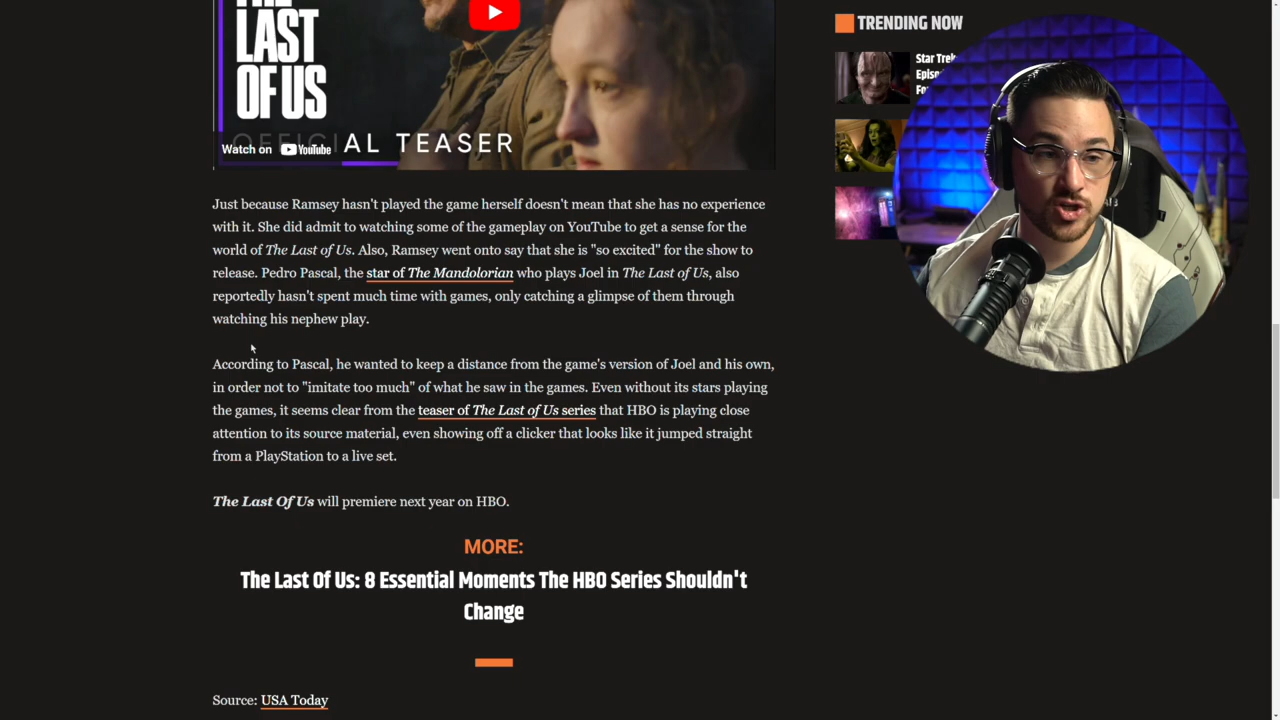 THE
LAST
OF US
OFFICIAL TEASER
Watch on YouTube
TRENDING NOW
Star Trek
Just because Ramsey hasn't played the game herself doesn't mean that she has no experience
with it. She did admit to watching some of the gameplay on YouTube to get a sense for the
world of The Last of Us. Also, Ramsey went onto say that she is "so excited" for the show to
release. Pedro Pascal, the star of The Mandolorian who plays Joel in The Last of Us, also
reportedly hasn't spent much time with games, only catching a glimpse of them through
watching his nephew play.
According to Pascal, he wanted to keep a distance from the game's version of Joel and his own,
in order not to "imitate too much" of what he saw in the games. Even without its stars playing
the games, it seems clear from the teaser of The Last of Us series that HBO is playing close
attention to its source material, even showing off a clicker that looks like it jumped straight
from a PlayStation to a live set.
The Last Of Us will premiere next year on HBO.
MORE:
The Last Of Us: 8 Essential Moments The HBO Series Shouldn't
Change
Source: USA Today